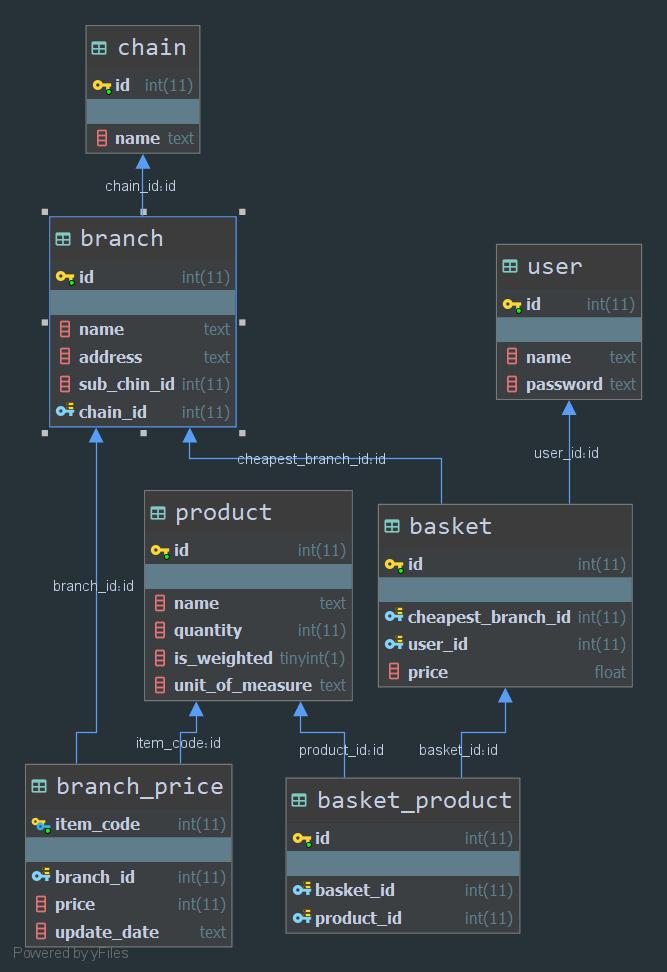 chain
id int(11)
name text
chain_id:id
branch
id int(11)
name text
address text
sub_chin_id int(11)
chain_id int(11)
user
id int(11)
name text
password text
cheapest_branch_id:id
user_id:id
product
id int(11)
name text
quantity int(11)
is_weighted tinyint(1)
unit_of_measure text
basket
id int(11)
cheapest_branch_id int(11)
user_id int(11)
price float
branch_id:id
item_code:id
product_id:id
basket_id:id
branch_price
item_code int(11)
branch_id int(11)
price int(11)
update_date text
basket_product
id int(11)
basket_id int(11)
product_id int(11)
Powered by yFiles